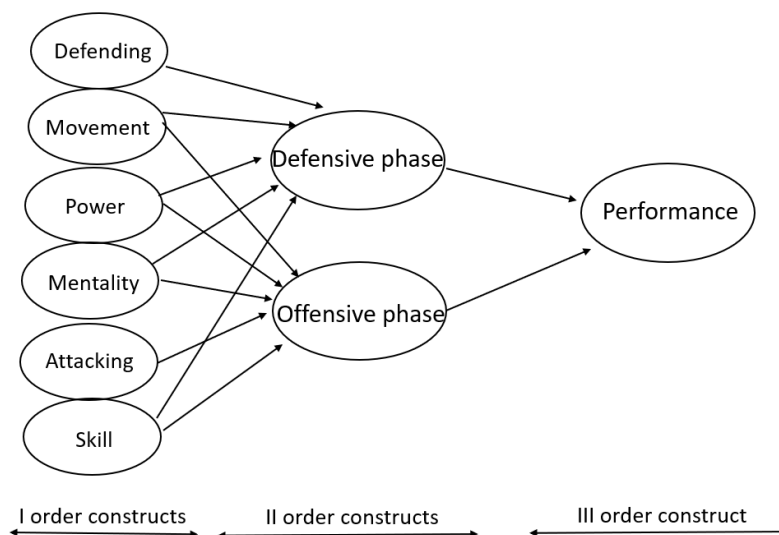 Defending
Movement
Power
Mentality
Attacking
Skill
Defensive phase
Offensive phase
Performance
I order constructs
II order constructs
III order construct